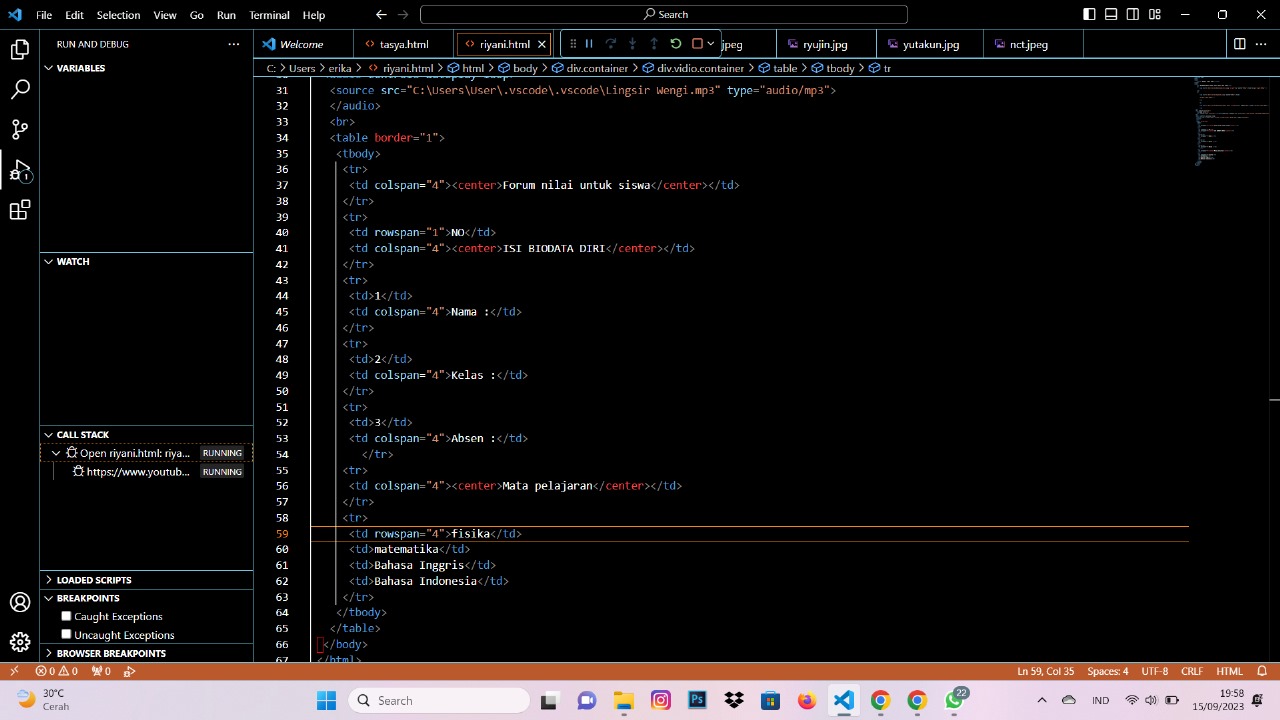 File Edit Selection View Go Run Terminal Help
Search
RUN AND DEBUG
Welcome
tasya.html
riyani.html
jpeg
ryujin.jpg
yutakun.jpg
nct.jpeg
VARIABLES
C: > Users > erika > riyani.html > html > body > div.container > div.vidio.container > table > tbody > tr
31 <source src="C:\Users\User\.vscode\.vscode\Lingsir Wengi.mp3" type="audio/mp3">
32 </audio>
33 <br>
34 <table border="1">
35 <tbody>
36 <tr>
37 <td colspan="4"><center>Forum nilai untuk siswa</center></td>
38 </tr>
39 <tr>
40 <td rowspan="1">NO</td>
41 <td colspan="4"><center>ISI BIODATA DIRI</center></td>
42 </tr>
43 <tr>
44 <td>1</td>
45 <td colspan="4">Nama :</td>
46 </tr>
47 <tr>
48 <td>2</td>
49 <td colspan="4">Kelas :</td>
50 </tr>
51 <tr>
52 <td>3</td>
53 <td colspan="4">Absen :</td>
54 </tr>
55 <tr>
56 <td colspan="4"><center>Mata pelajaran</center></td>
57 </tr>
58 <tr>
59 <td rowspan="4">fisika</td>
60 <td>matematika</td>
61 <td>Bahasa Inggris</td>
62 <td>Bahasa Indonesia</td>
63 </tr>
64 </tbody>
65 </table>
66 </body>
67 </html>
WATCH
CALL STACK
Open riyani.html: riya... RUNNING
https://www.youtub... RUNNING
LOADED SCRIPTS
BREAKPOINTS
Caught Exceptions
Uncaught Exceptions
BROWSER BREAKPOINTS
1
0 0 0
Ln 59, Col 35 Spaces: 4 UTF-8 CRLF HTML
30°C
Cerah
Search
Ps
22
IND
19:58
15/09/2023